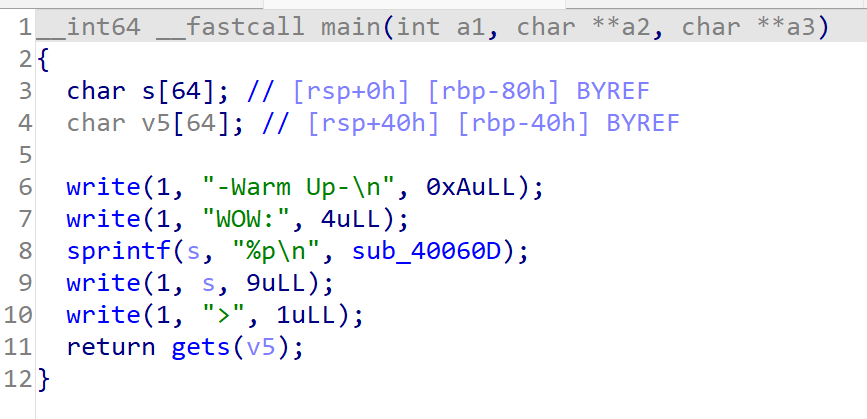 1 __int64 __fastcall main(int a1, char **a2, char **a3)
2 {
3   char s[64]; // [rsp+0h] [rbp-80h] BYREF
4   char v5[64]; // [rsp+40h] [rbp-40h] BYREF
5
6   write(1, "-Warm Up-\n", 0xAuLL);
7   write(1, "WOW:", 4uLL);
8   sprintf(s, "%p\n", sub_40060D);
9   write(1, s, 9uLL);
10   write(1, ">", 1uLL);
11   return gets(v5);
12 }